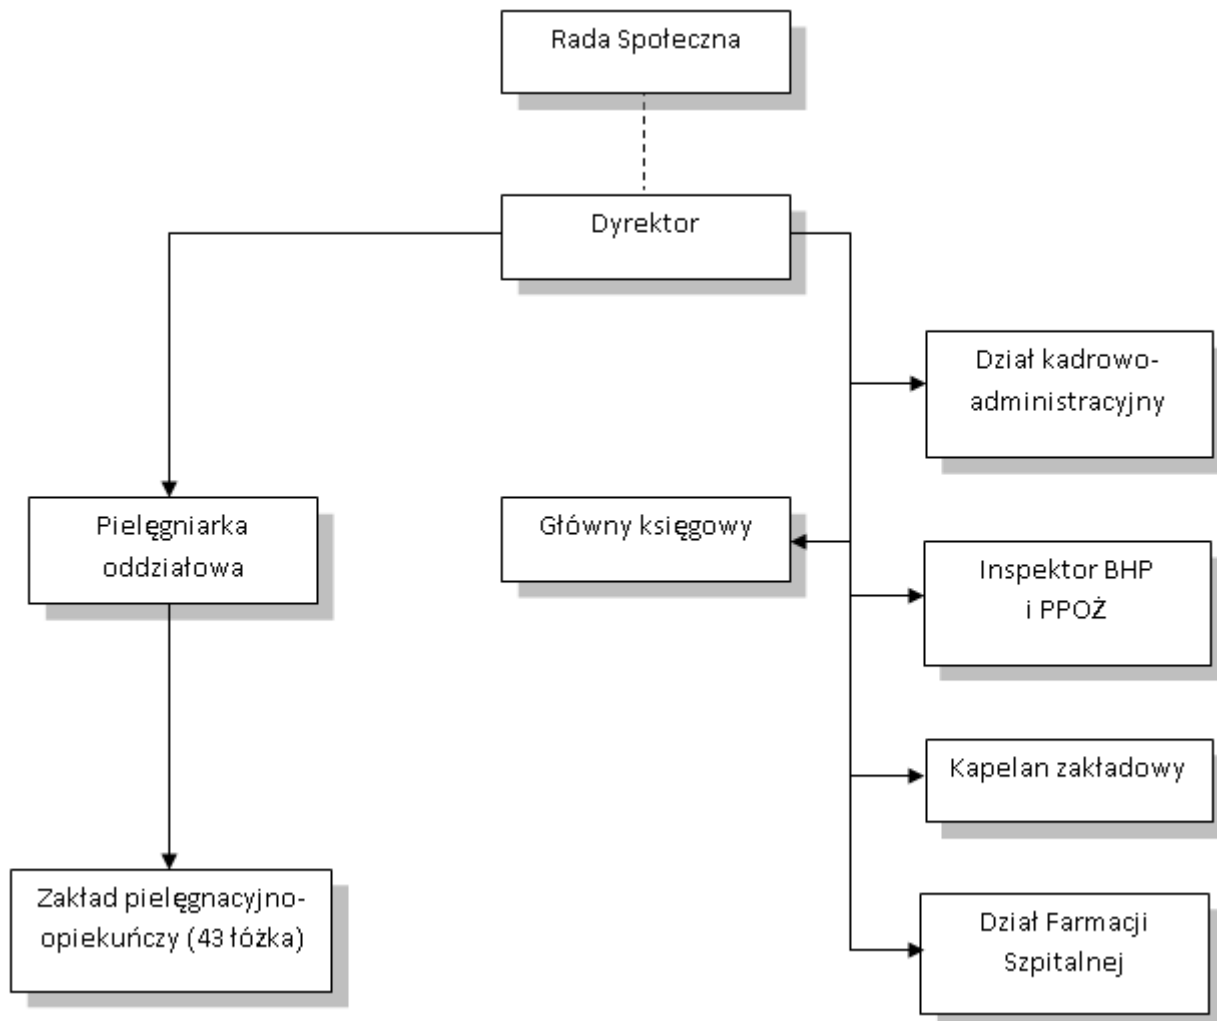 Rada Społeczna
Dyrektor
Dział kadrowo-
administracyjny
Pielęgniarka
oddziałowa
Główny księgowy
Inspektor BHP
i PPOŻ
Kapelan zakładowy
Zakład pielęgnacyjno-
opiekuńczy (43 łóżka)
Dział Farmacji
Szpitalnej